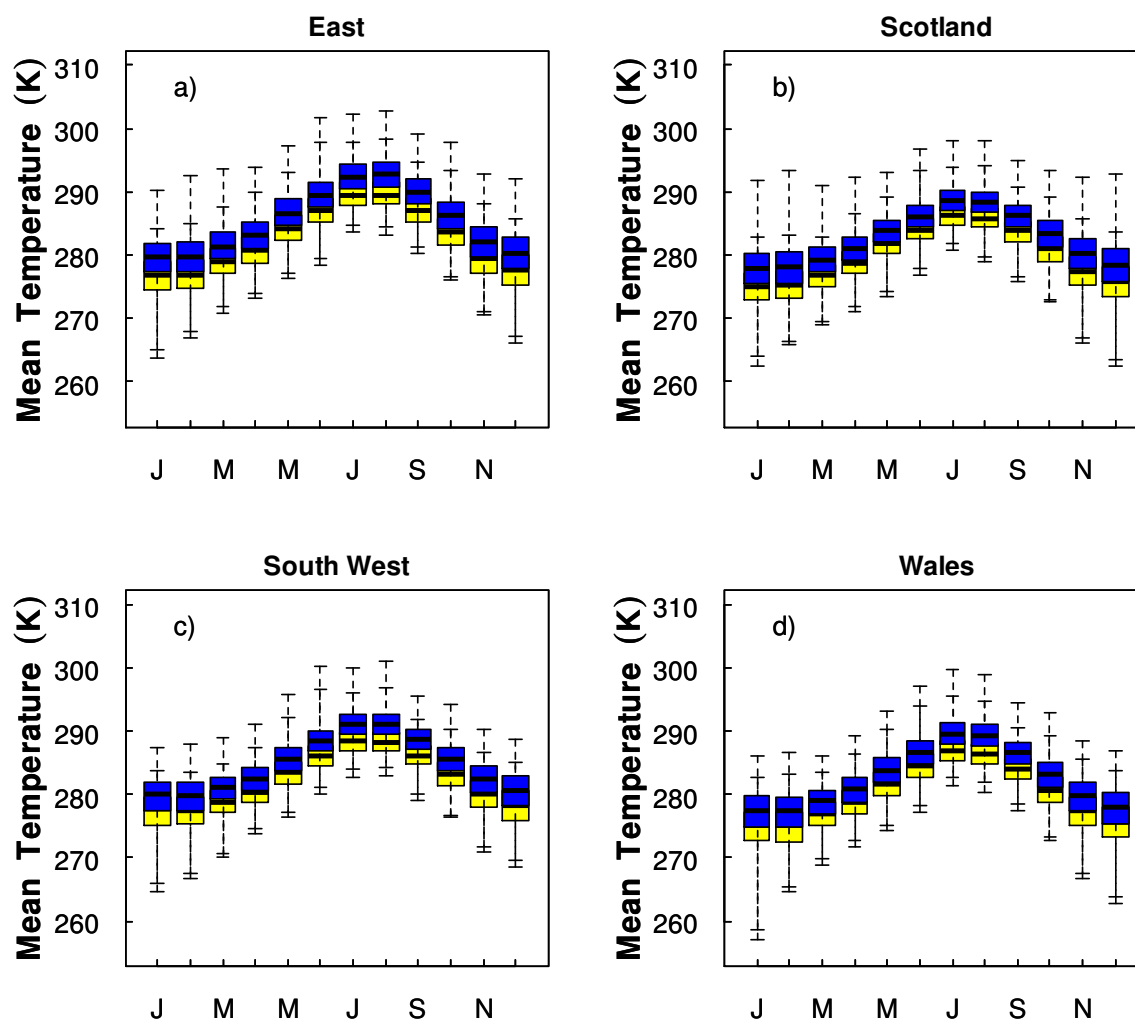 East
Scotland
a)
b)
Mean Temperature (K)
310
300
290
280
270
260
J M M J S N
Mean Temperature (K)
310
300
290
280
270
260
J M M J S N
South West
Wales
c)
d)
Mean Temperature (K)
310
300
290
280
270
260
J M M J S N
Mean Temperature (K)
310
300
290
280
270
260
J M M J S N